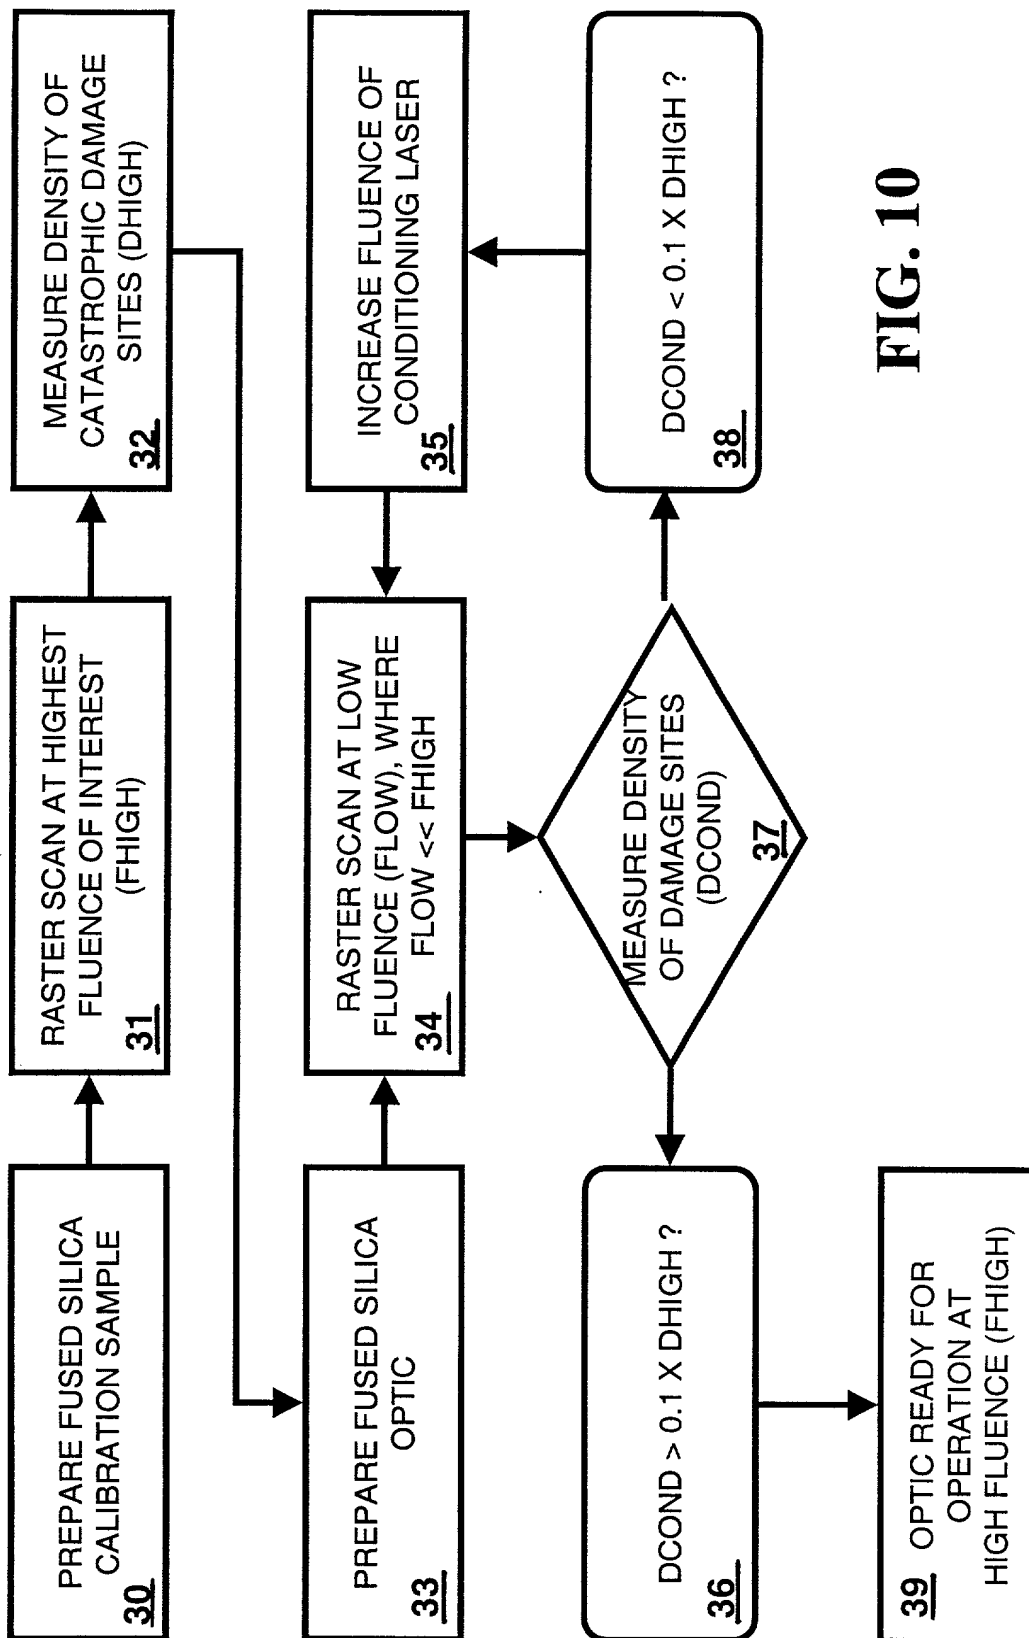 PREPARE FUSED SILICA
CALIBRATION SAMPLE
30
RASTER SCAN AT HIGHEST
FLUENCE OF INTEREST
(FHIGH)
31
MEASURE DENSITY OF
CATASTROPHIC DAMAGE
SITES (DHIGH)
32
PREPARE FUSED SILICA
OPTIC
33
RASTER SCAN AT LOW
FLUENCE (FLOW), WHERE
FLOW << FHIGH
34
INCREASE FLUENCE OF
CONDITIONING LASER
35
DCOND > 0.1 X DHIGH ?
36
MEASURE DENSITY
OF DAMAGE SITES
(DCOND)
37
DCOND < 0.1 X DHIGH ?
38
39 OPTIC READY FOR
OPERATION AT
HIGH FLUENCE (FHIGH)
FIG. 10